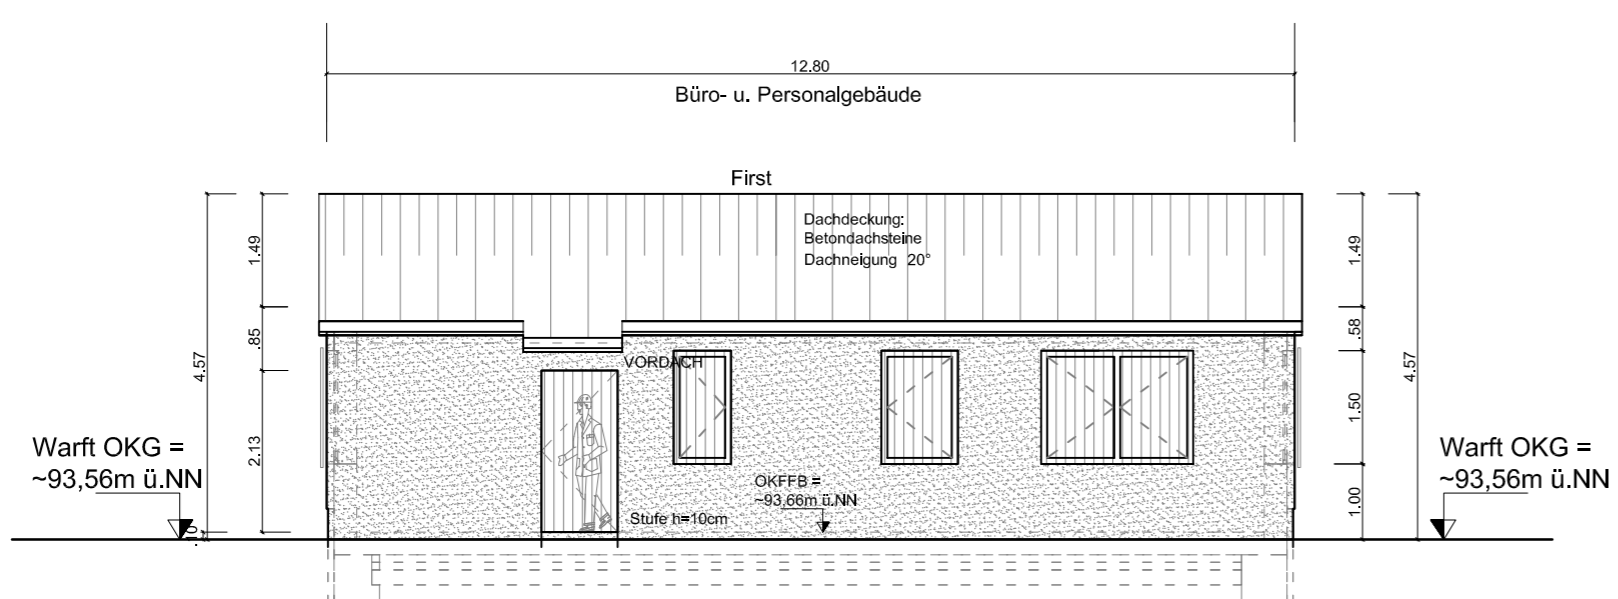 12.80
Büro- u. Personalgebäude
First
Dachdeckung:
Betondachsteine
Dachneigung 20°
1.49
.85
4.57
2.13
.10
1.49
.58
4.57
1.50
1.00
VORDACH
Warft OKG =
~93,56m ü.NN
OKFFB =
~93,66m ü.NN
Stufe h=10cm
Warft OKG =
~93,56m ü.NN